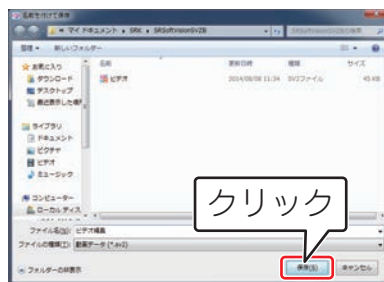 名前を付けて保存
マイ ドキュメント ▸ SRK ▸ SRSoftvisionSVZB
整理 ▾ 新しいフォルダー
名前 更新日時 種類 サイズ
お気に入り
ダウンロード
デスクトップ
最近表示した場所
ビデオ 2014/08/08 11:34 SVZファイル 45 KB
ライブラリ
ドキュメント
ピクチャ
ビデオ
ミュージック
コンピューター
ローカル ディス
クリック
ファイル名(N): ビデオ編集
ファイルの種類(T): 動画データ (*.sv2)
フォルダーの非表示
保存(S) キャンセル